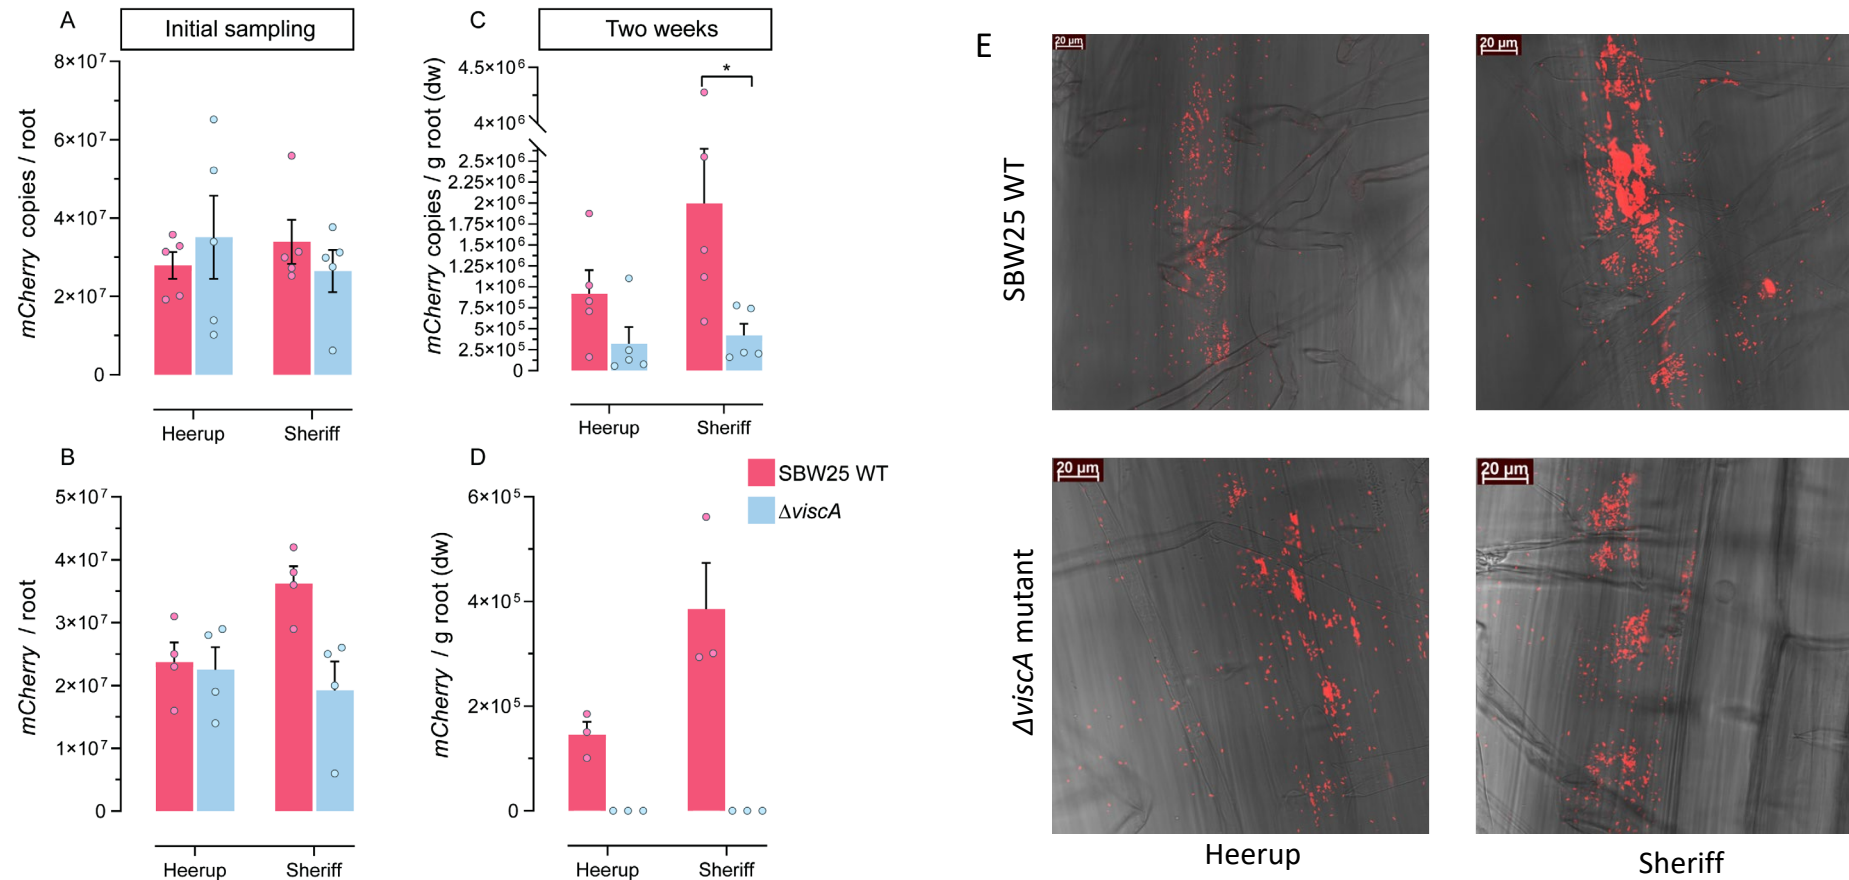 A
Initial sampling
mCherry copies / root
8×10⁷
6×10⁷
4×10⁷
2×10⁷
0
Heerup
Sheriff
C
Two weeks
mCherry copies / g root (dw)
4.5×10⁶
4×10⁶
2.5×10⁶
2.25×10⁶
2×10⁶
1.75×10⁶
1.5×10⁶
1.25×10⁶
1×10⁶
7.5×10⁵
5×10⁵
2.5×10⁵
0
*
Heerup
Sheriff
B
mCherry / root
5×10⁷
4×10⁷
3×10⁷
2×10⁷
1×10⁷
0
Heerup
Sheriff
D
mCherry / g root (dw)
6×10⁵
4×10⁵
2×10⁵
0
Heerup
Sheriff
SBW25 WT
ΔviscA
E
SBW25 WT
20 µm
20 µm
ΔviscA mutant
20 µm
20 µm
Heerup
Sheriff